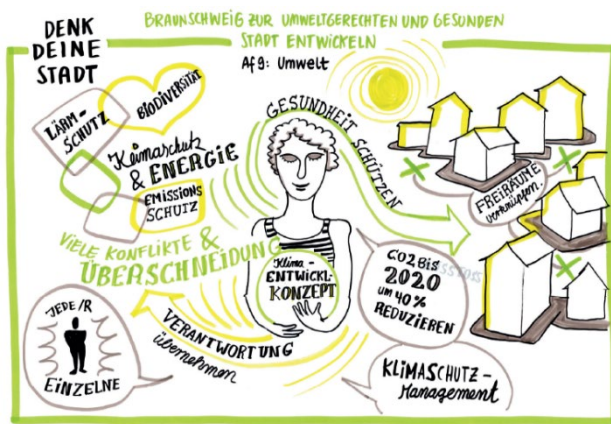 DENK
DEINE
STADT
BRAUNSCHWEIG ZUR UMWELTGERECHTEN UND GESUNDEN
STADT ENTWICKELN
Af9: Umwelt
LÄRM-
SCHUTZ
BIODIVERSITÄT
Klimaschutz
& ENERGIE
EMISSIONS
SCHUTZ
GESUNDHEIT SCHÜTZEN
FREIRÄUME
verknüpfen.
VIELE KONFLIKTE &
ÜBERSCHNEIDUNG
Klima-
ENTWICKL.
KONZEPT
CO2 BIS
2020
um 40%
REDUZIEREN
JEDE/R
EINZELNE
VERANTWORTUNG
übernehmen
KLIMASCHUTZ-
Management